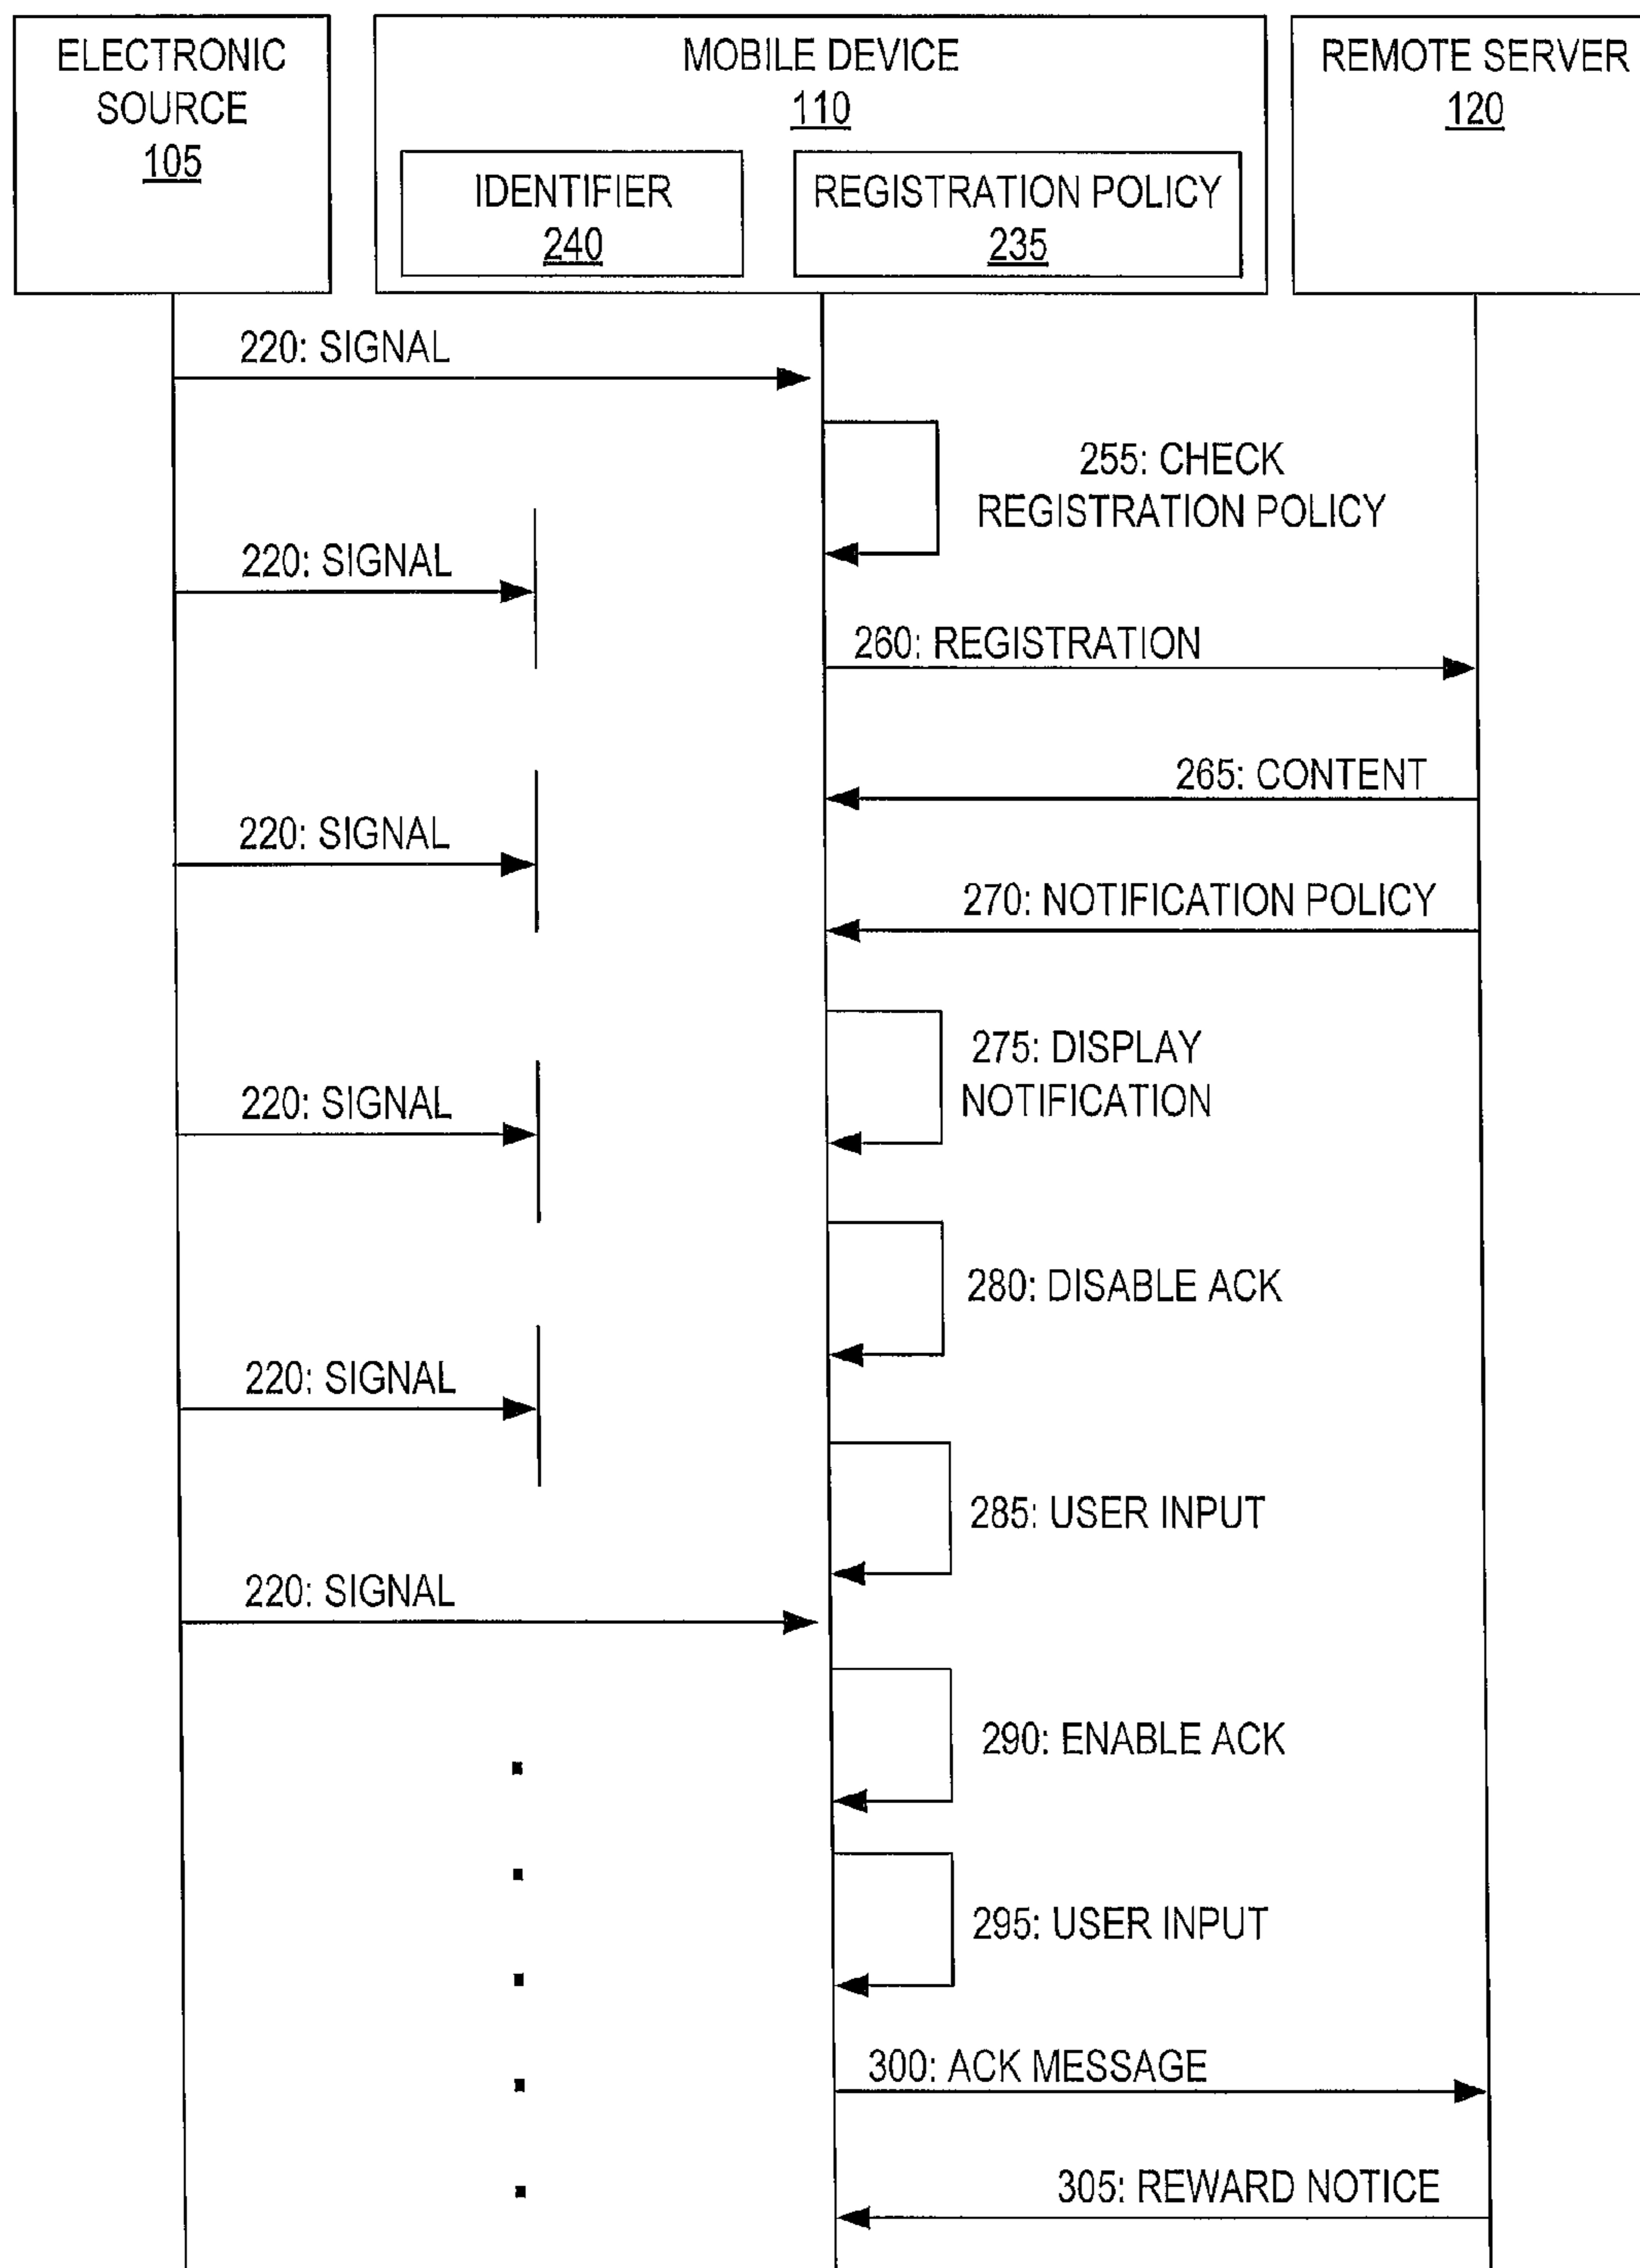 ELECTRONIC
SOURCE
105
MOBILE DEVICE
110
IDENTIFIER
240
REGISTRATION POLICY
235
REMOTE SERVER
120
220: SIGNAL
255: CHECK
REGISTRATION POLICY
220: SIGNAL
260: REGISTRATION
265: CONTENT
220: SIGNAL
270: NOTIFICATION POLICY
275: DISPLAY
NOTIFICATION
220: SIGNAL
280: DISABLE ACK
220: SIGNAL
285: USER INPUT
220: SIGNAL
290: ENABLE ACK
295: USER INPUT
300: ACK MESSAGE
305: REWARD NOTICE